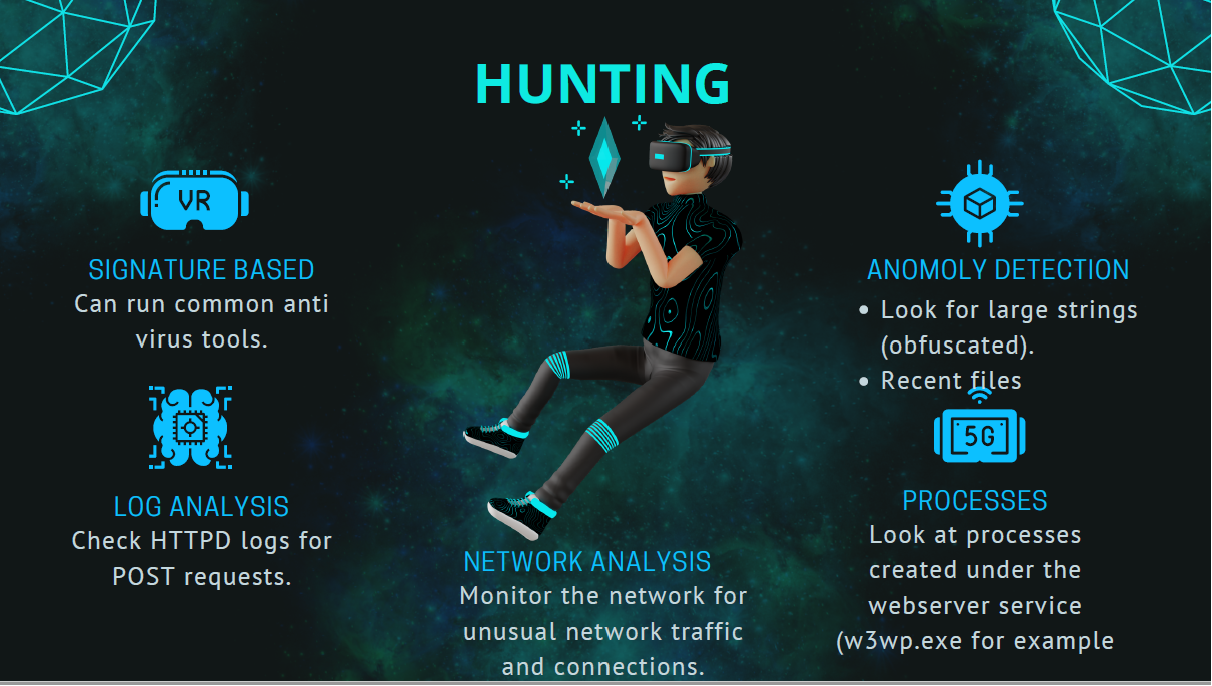 HUNTING
VR
SIGNATURE BASED
Can run common anti
virus tools.
LOG ANALYSIS
Check HTTPD logs for
POST requests.
NETWORK ANALYSIS
Monitor the network for
unusual network traffic
and connections.
ANOMOLY DETECTION
• Look for large strings
(obfuscated).
• Recent files
5G
PROCESSES
Look at processes
created under the
webserver service
(w3wp.exe for example